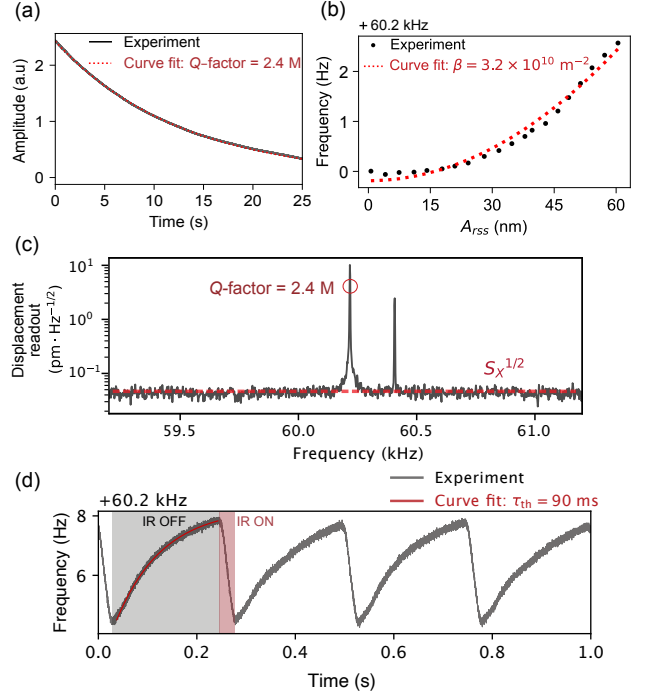 (a)
Experiment
Curve fit: Q-factor = 2.4 M
Amplitude (a.u)
2
1
0
0 5 10 15 20 25
Time (s)
(b)
+ 60.2 kHz
Experiment
Curve fit: β = 3.2 × 10¹⁰ m⁻²
Frequency (Hz)
2
1
0
0 15 30 45 60
Aᵣₛₛ (nm)
(c)
Q-factor = 2.4 M
Displacement
readout
(pm · Hz⁻¹ᐟ²)
10¹
10⁰
10⁻¹
S_X^1/2
59.5 60.0 60.5 61.0
Frequency (kHz)
(d)
Experiment
Curve fit: τ_th = 90 ms
+60.2 kHz
IR OFF IR ON
Frequency (Hz)
8
6
0.0 0.2 0.4 0.6 0.8 1.0
Time (s)